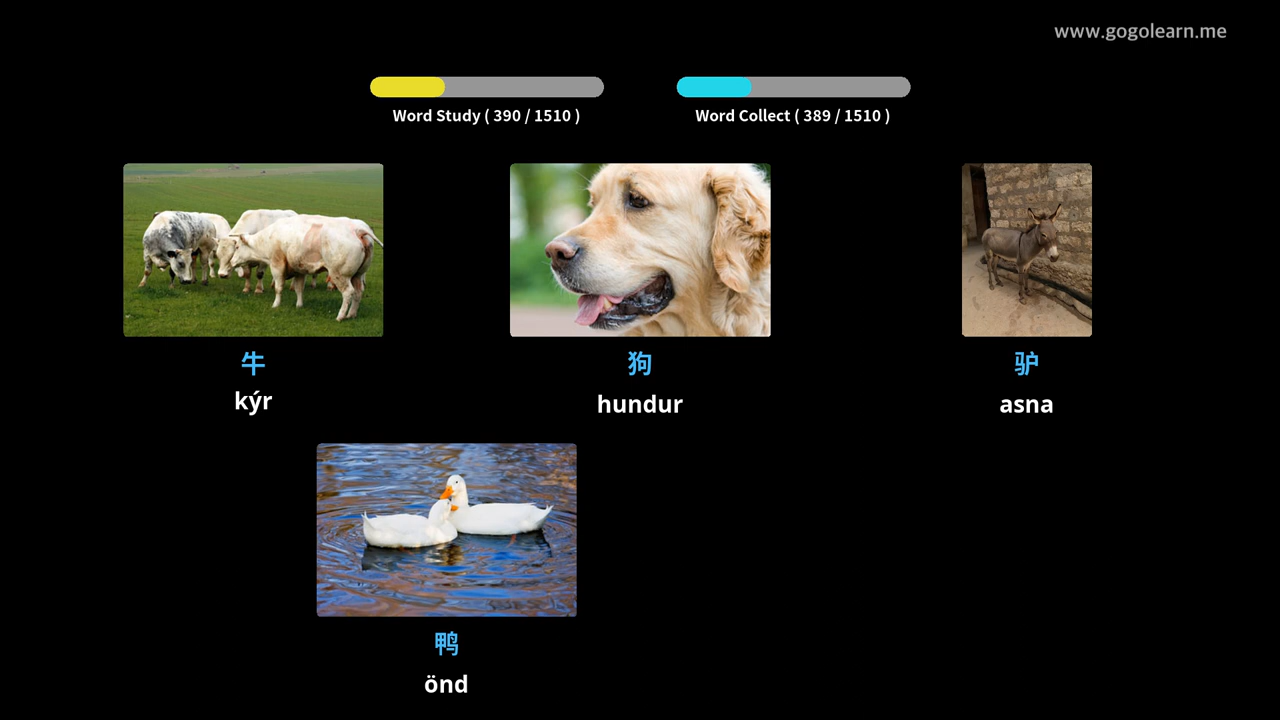 www.gogolearn.me
Word Study ( 390 / 1510 )
Word Collect ( 389 / 1510 )
牛
kýr
狗
hundur
驴
asna
鸭
önd